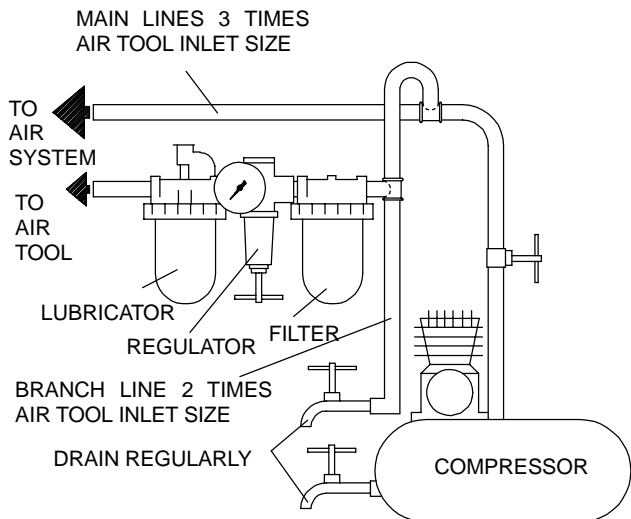 MAIN LINES 3 TIMES
AIR TOOL INLET SIZE
TO
AIR
SYSTEM
TO
AIR
TOOL
LUBRICATOR
REGULATOR
FILTER
BRANCH LINE 2 TIMES
AIR TOOL INLET SIZE
DRAIN REGULARLY
COMPRESSOR